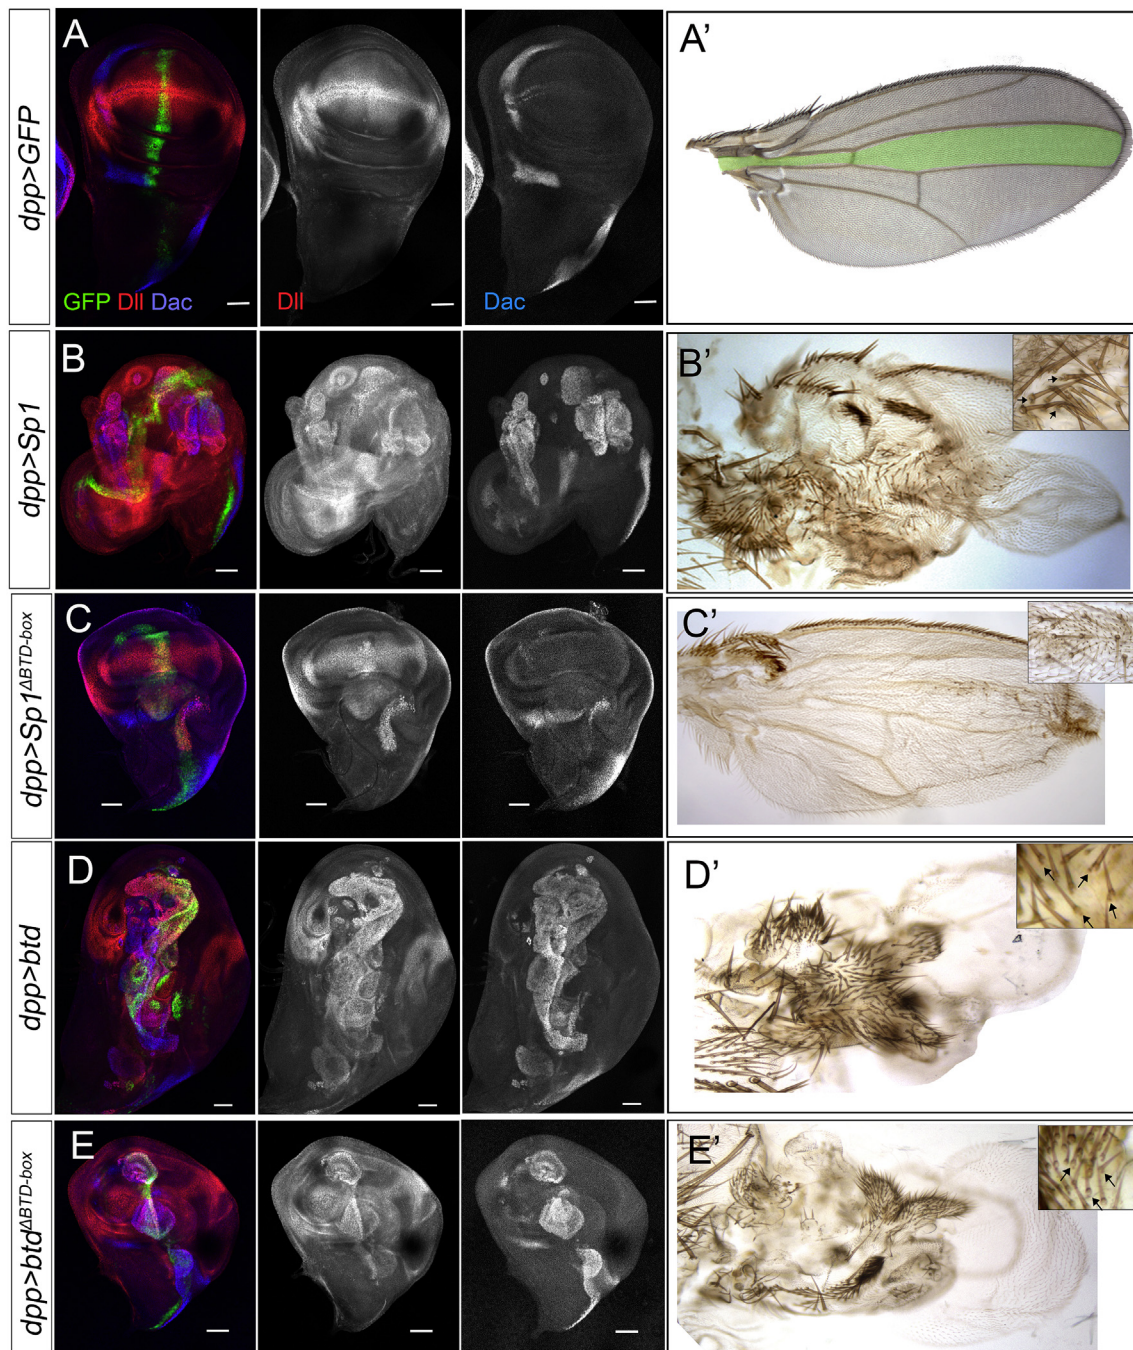 dpp>GFP
A
GFP Dll Dac
Dll
Dac
A'
dpp>Sp1
B
B'
dpp>Sp1ΔBTD-box
C
C'
dpp>btd
D
D'
dpp>btdΔBTD-box
E
E'